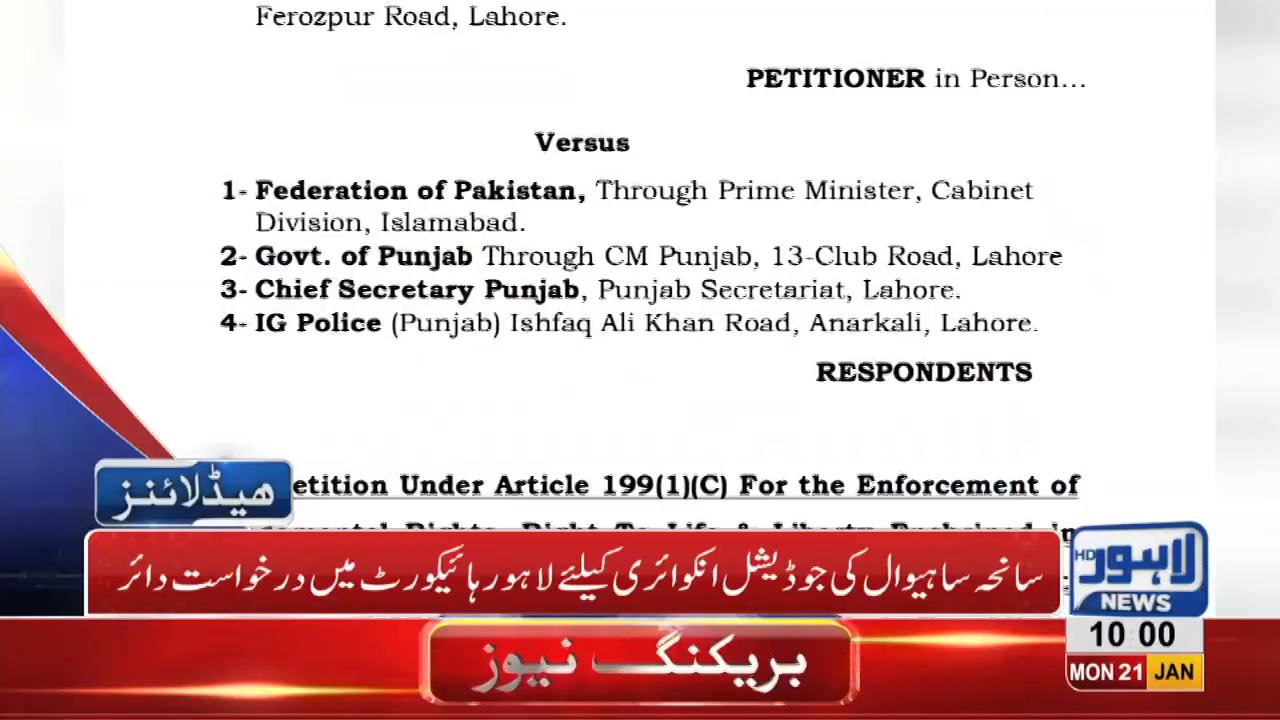 Ferozpur Road, Lahore.
PETITIONER in Person...
Versus
1- Federation of Pakistan, Through Prime Minister, Cabinet
Division, Islamabad.
2- Govt. of Punjab Through CM Punjab, 13-Club Road, Lahore
3- Chief Secretary Punjab, Punjab Secretariat, Lahore.
4- IG Police (Punjab) Ishfaq Ali Khan Road, Anarkali, Lahore.
RESPONDENTS
etition Under Article 199(1)(C) For the Enforcement of
ہیڈلائنز
سانحہ ساہیوال کی جوڈیشل انکوائری کیلئے لاہور ہائیکورٹ میں درخواست دائر
لاہور HD
NEWS
بریکنگ نیوز
10 00
MON 21 JAN